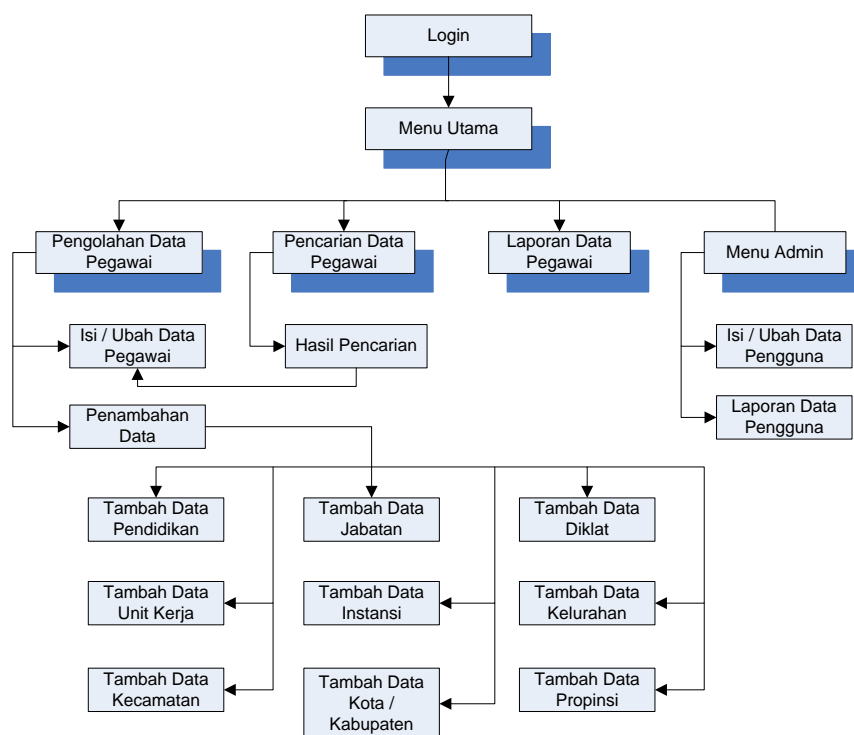 Login
Menu Utama
Pengolahan Data
Pegawai
Pencarian Data
Pegawai
Laporan Data
Pegawai
Menu Admin
Isi / Ubah Data
Pegawai
Hasil Pencarian
Isi / Ubah Data
Pengguna
Penambahan
Data
Laporan Data
Pengguna
Tambah Data
Pendidikan
Tambah Data
Jabatan
Tambah Data
Diklat
Tambah Data
Unit Kerja
Tambah Data
Instansi
Tambah Data
Kelurahan
Tambah Data
Kecamatan
Tambah Data
Kota /
Kabupaten
Tambah Data
Propinsi